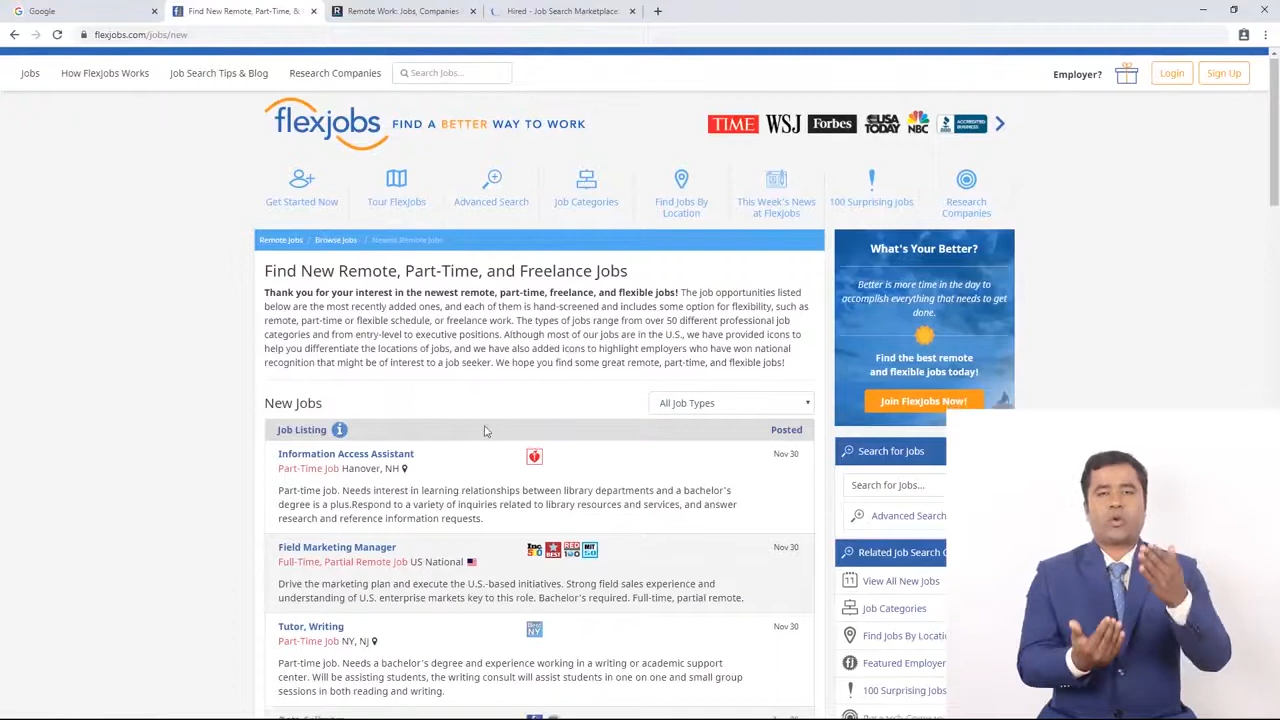 Google
Find New Remote, Part-Time, &
Remote Work: Jobs, Companies
Hired - Job Search Marketplace
flexjobs.com/jobs/new
Jobs
How FlexJobs Works
Job Search Tips & Blog
Research Companies
Search Jobs...
Employer?
Login
Sign Up
flexjobs FIND A BETTER WAY TO WORK
TIME WSJ Forbes USA TODAY NBC ACCREDITED BUSINESS
Get Started Now
Tour FlexJobs
Advanced Search
Job Categories
Find Jobs By
Location
This Week's News
at FlexJobs
100 Surprising Jobs
Research
Companies
Remote Jobs / Browse Jobs / Newest Remote Jobs
Find New Remote, Part-Time, and Freelance Jobs
Thank you for your interest in the newest remote, part-time, freelance, and flexible jobs! The job opportunities listed
below are the most recently added ones, and each of them is hand-screened and includes some option for flexibility, such as
remote, part-time or flexible schedule, or freelance work. The types of jobs range from over 50 different professional job
categories and from entry-level to executive positions. Although most of our jobs are in the U.S., we have provided icons to
help you differentiate the locations of jobs, and we have also added icons to highlight employers who have won national
recognition that might be of interest to a job seeker. We hope you find some great remote, part-time, and flexible jobs!
New Jobs
All Job Types
Job Listing
Posted
Information Access Assistant
Nov 30
Part-Time Job Hanover, NH
Part-time job. Needs interest in learning relationships between library departments and a bachelor's
degree is a plus.Respond to a variety of inquiries related to library resources and services, and answer
research and reference information requests.
Field Marketing Manager
Nov 30
Full-Time, Partial Remote Job US National
Drive the marketing plan and execute the U.S.-based initiatives. Strong field sales experience and
understanding of U.S. enterprise markets key to this role. Bachelor's required. Full-time, partial remote.
Tutor, Writing
Nov 30
Part-Time Job NY, NJ
Part-time job. Needs a bachelor's degree and experience working in a writing or academic support
center. Will be assisting students, the writing consult will assist students in one on one and small group
sessions in both reading and writing.
What's Your Better?
Better is more time in the day to
accomplish everything that needs to get
done.
Find the best remote
and flexible jobs today!
Join FlexJobs Now!
Search for Jobs
Search for Jobs...
Advanced Search
Related Job Search
View All New Jobs
Job Categories
Find Jobs By Locati
Featured Employer
100 Surprising Jobs